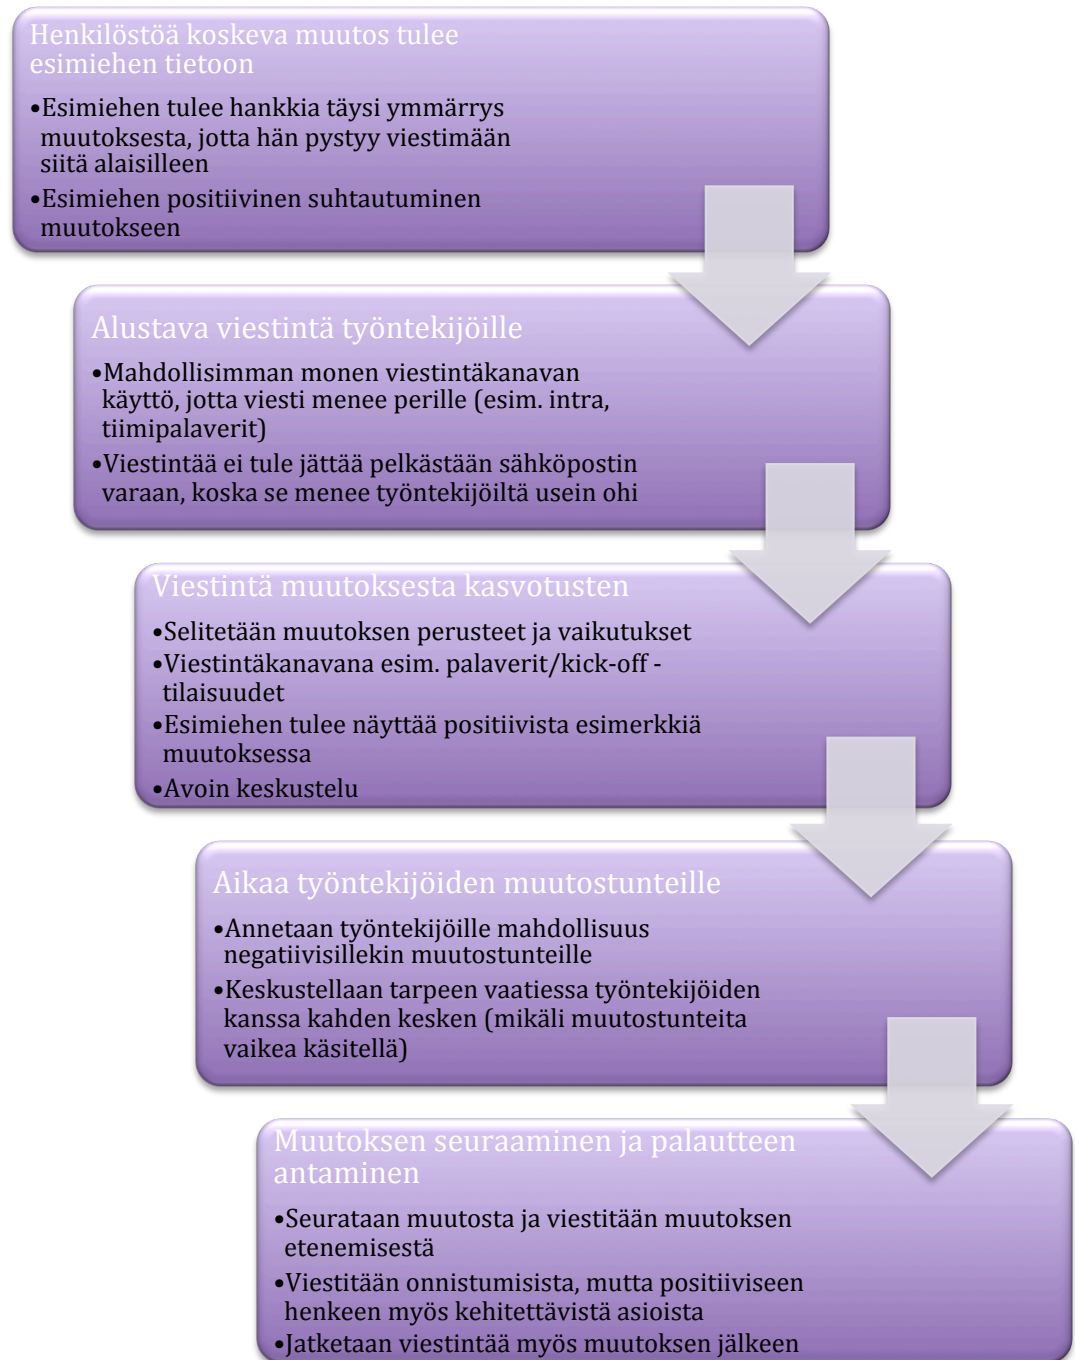 Henkilöstöä koskeva muutos tulee
esimiehen tietoon
•Esimiehen tulee hankkia täysi ymmärrys
muutoksesta, jotta hän pystyy viestimään
siitä alaisilleen
•Esimiehen positiivinen suhtautuminen
muutokseen
Alustava viestintä työntekijöille
•Mahdollisimman monen viestintäkanavan
käyttö, jotta viesti menee perille (esim. intra,
tiimipalaverit)
•Viestintää ei tule jättää pelkästään sähköpostin
varaan, koska se menee työntekijöiltä usein ohi
Viestintä muutoksesta kasvotusten
•Selitetään muutoksen perusteet ja vaikutukset
•Viestintäkanavana esim. palaverit/kick-off -
tilaisuudet
•Esimiehen tulee näyttää positiivista esimerkkiä
muutoksessa
•Avoin keskustelu
Aikaa työntekijöiden muutostunteille
•Annetaan työntekijöille mahdollisuus
negatiivisillekin muutostunteille
•Keskustellaan tarpeen vaatiessa työntekijöiden
kanssa kahden kesken (mikäli muutostunteita
vaikea käsitellä)
Muutoksen seuraaminen ja palautteen
antaminen
•Seurataan muutosta ja viestitään muutoksen
etenemisestä
•Viestitään onnistumisista, mutta positiiviseen
henkeen myös kehitettävistä asioista
•Jatketaan viestintää myös muutoksen jälkeen